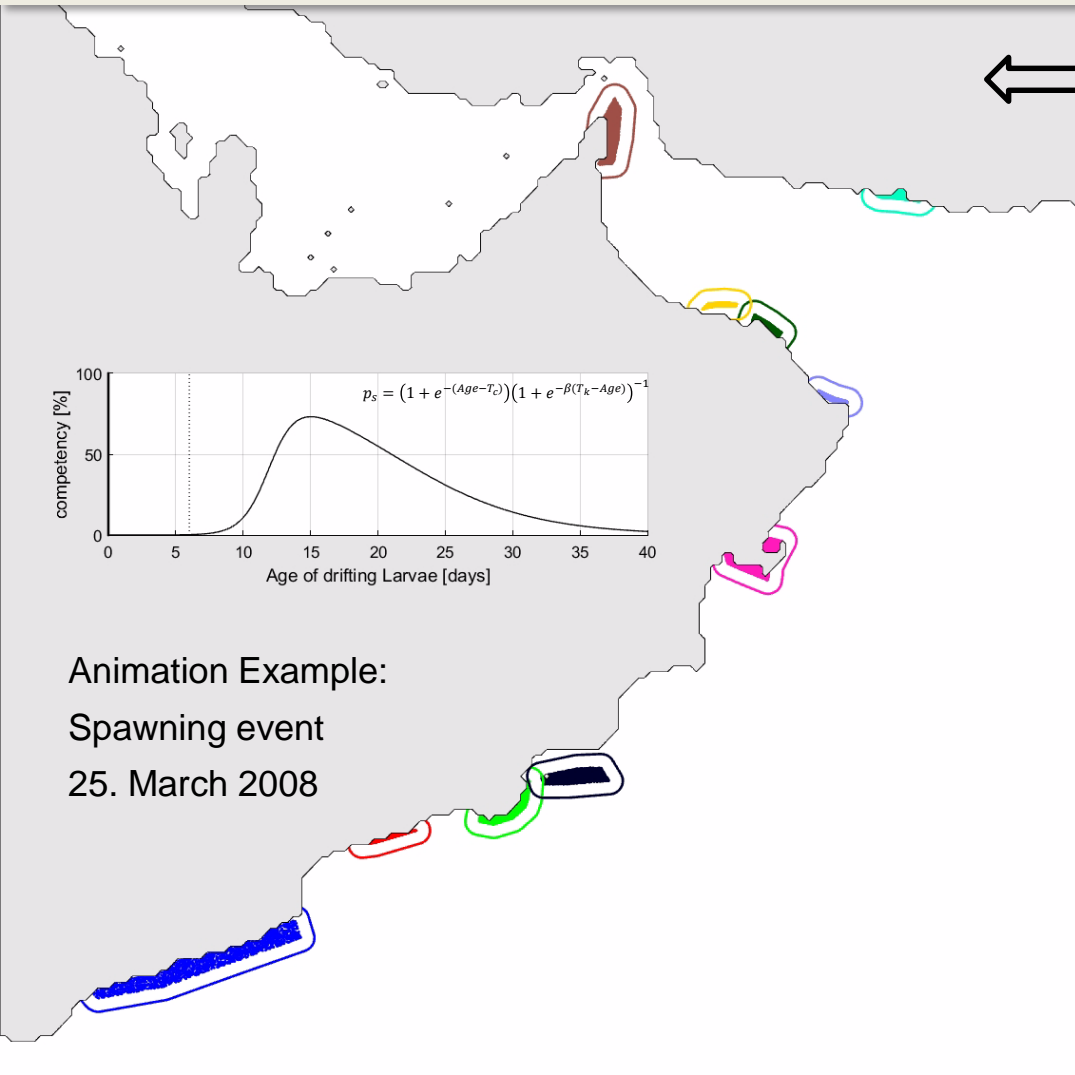 100
50
0
competency [%]
p_s = (1 + e^{-(Age-T_c)})(1 + e^{-β(T_k-Age)})^{-1}
0 5 10 15 20 25 30 35 40
Age of drifting Larvae [days]
Animation Example:
Spawning event
25. March 2008